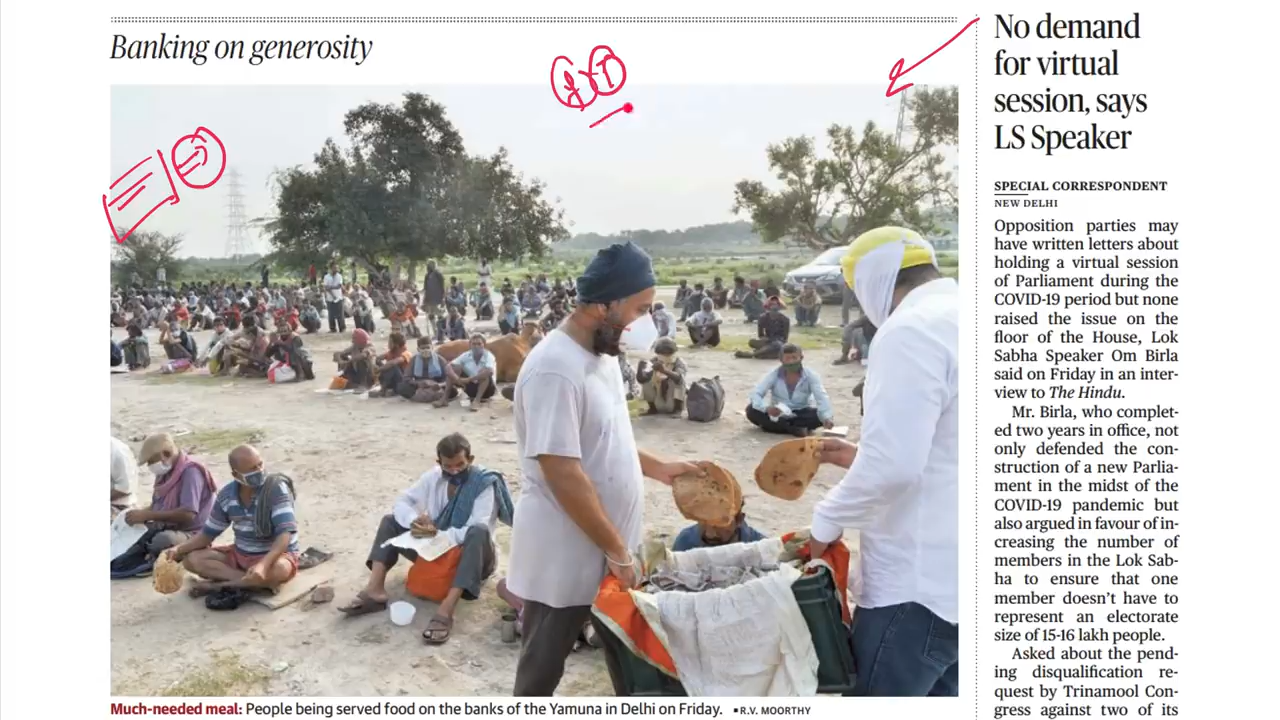 Banking on generosity
Much-needed meal: People being served food on the banks of the Yamuna in Delhi on Friday. ▪R.V. MOORTHY
No demand
for virtual
session, says
LS Speaker
SPECIAL CORRESPONDENT
NEW DELHI
Opposition parties may
have written letters about
holding a virtual session
of Parliament during the
COVID-19 period but none
raised the issue on the
floor of the House, Lok
Sabha Speaker Om Birla
said on Friday in an inter-
view to The Hindu.
Mr. Birla, who complet-
ed two years in office, not
only defended the
construction of a new Parlia-
ment in the midst of the
COVID-19 pandemic but
also argued in favour of in-
creasing the number of
members in the Lok Sab-
ha to ensure that one
member doesn't have to
represent an electorate
size of 15-16 lakh people.
Asked about the pend-
ing disqualification re-
quest by Trinamool Con-
gress against two of its